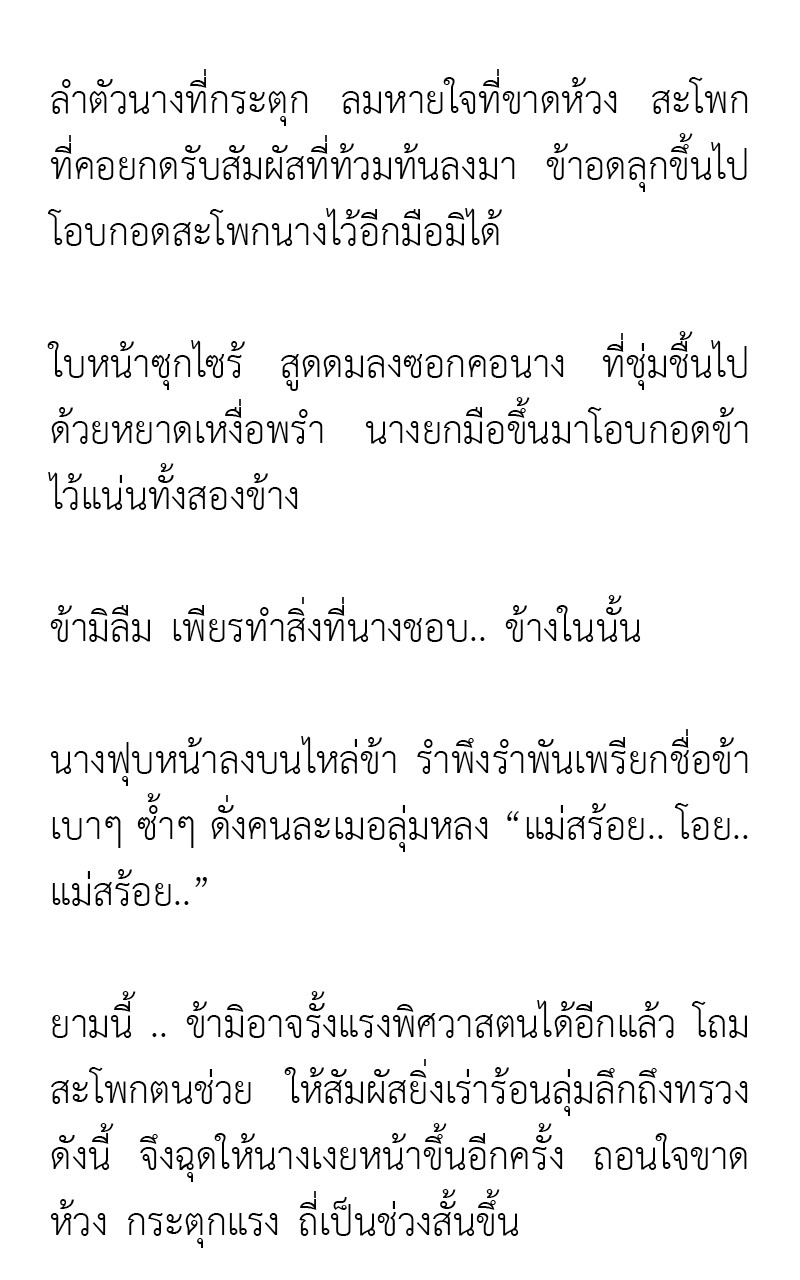 ลำตัวนางที่กระตุก ลมหายใจที่ขาดห้วง สะโพก
ที่คอยกดรับสัมผัสที่ท้วมท้นลงมา ข้าอดลุกขึ้นไป
โอบกอดสะโพกนางไว้อีกมือมิได้
ใบหน้าซุกไซร้ สูดดมลงซอกคอนาง ที่ชุ่มชื้นไป
ด้วยหยาดเหงื่อพรำ นางยกมือขึ้นมาโอบกอดข้า
ไว้แน่นทั้งสองข้าง
ข้ามิลืม เพียรทำสิ่งที่นางชอบ.. ข้างในนั้น
นางฟุบหน้าลงบนไหล่ข้า รำพึงรำพันเพรียกชื่อข้า
เบาๆ ซ้ำๆ ดั่งคนละเมอลุ่มหลง “แม่สร้อย.. โอย..
แม่สร้อย..”
ยามนี้ .. ข้ามิอาจรั้งแรงพิศวาสตนได้อีกแล้ว โถม
สะโพกตนช่วย ให้สัมผัสยิ่งเร่าร้อนลุ่มลึกถึงทรวง
ดังนี้ จึงฉุดให้นางเงยหน้าขึ้นอีกครั้ง ถอนใจขาด
ห้วง กระตุกแรง ถี่เป็นช่วงสั้นขึ้น